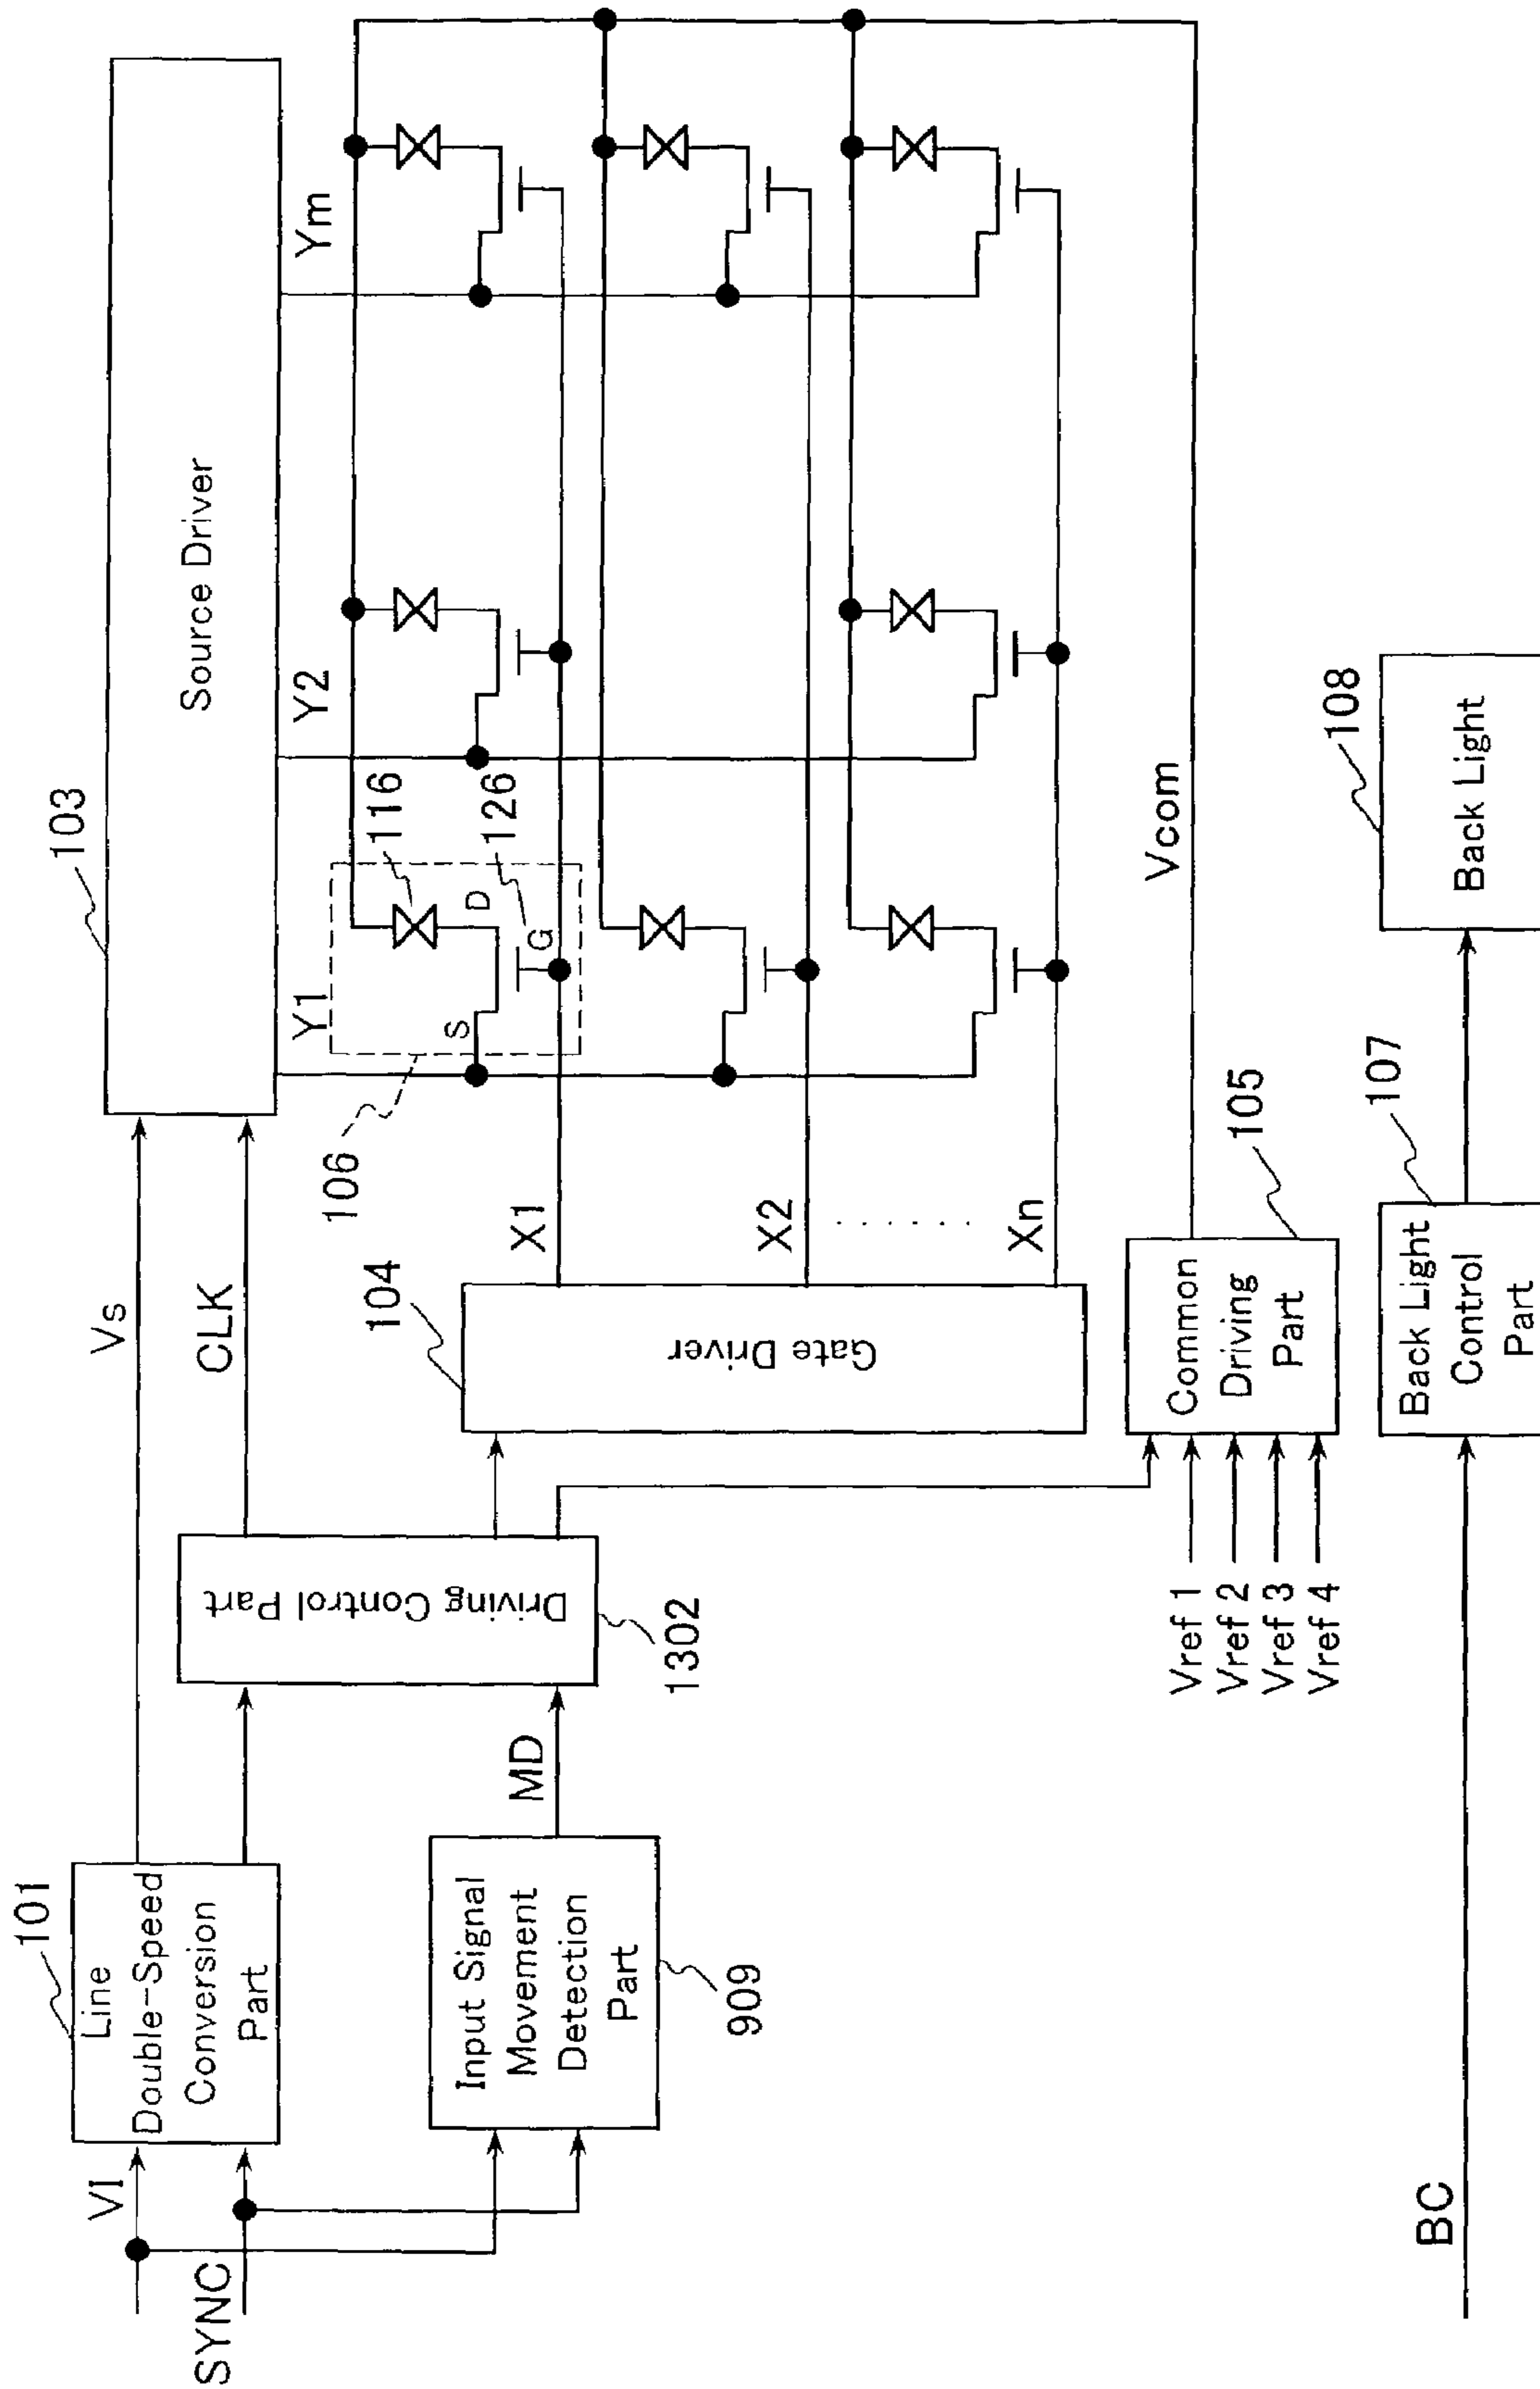 101
Line
Double-Speed
Conversion
Part
VI
SYNC
Input Signal
Movement
Detection
Part
909
MD
Driving Control Part
1302
Vs
CLK
103
Source Driver
Y1
Y2
Ym
106
116
126
S
D
G
104
Gate Driver
X1
X2
.......
Xn
Common
Driving
Part
105
Vcom
Vref 1
Vref 2
Vref 3
Vref 4
BC
Back Light
Control
Part
107
Back Light
108